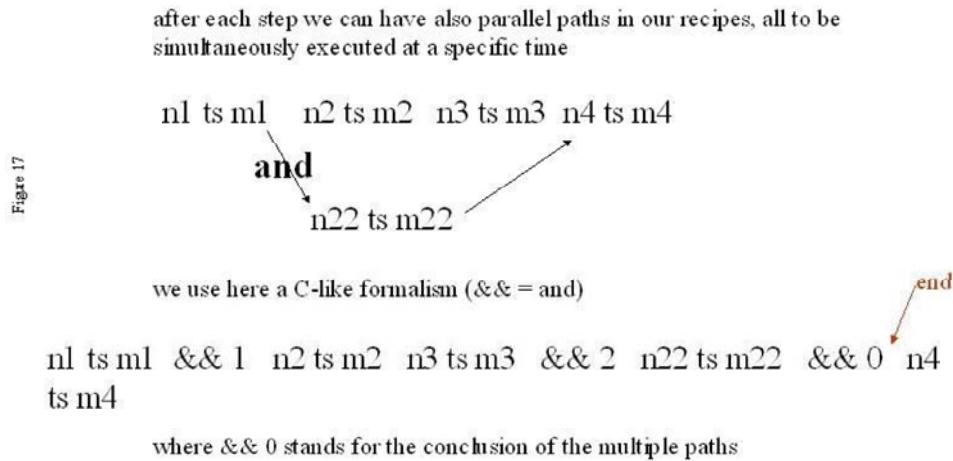 after each step we can have also parallel paths in our recipes, all to be
simultaneously executed at a specific time
n1 ts m1 n2 ts m2 n3 ts m3 n4 ts m4
and
Figure 17
n22 ts m22
we use here a C-like formalism (&& = and)
end
n1 ts m1 && 1 n2 ts m2 n3 ts m3 && 2 n22 ts m22 && 0 n4
ts m4
where && 0 stands for the conclusion of the multiple paths